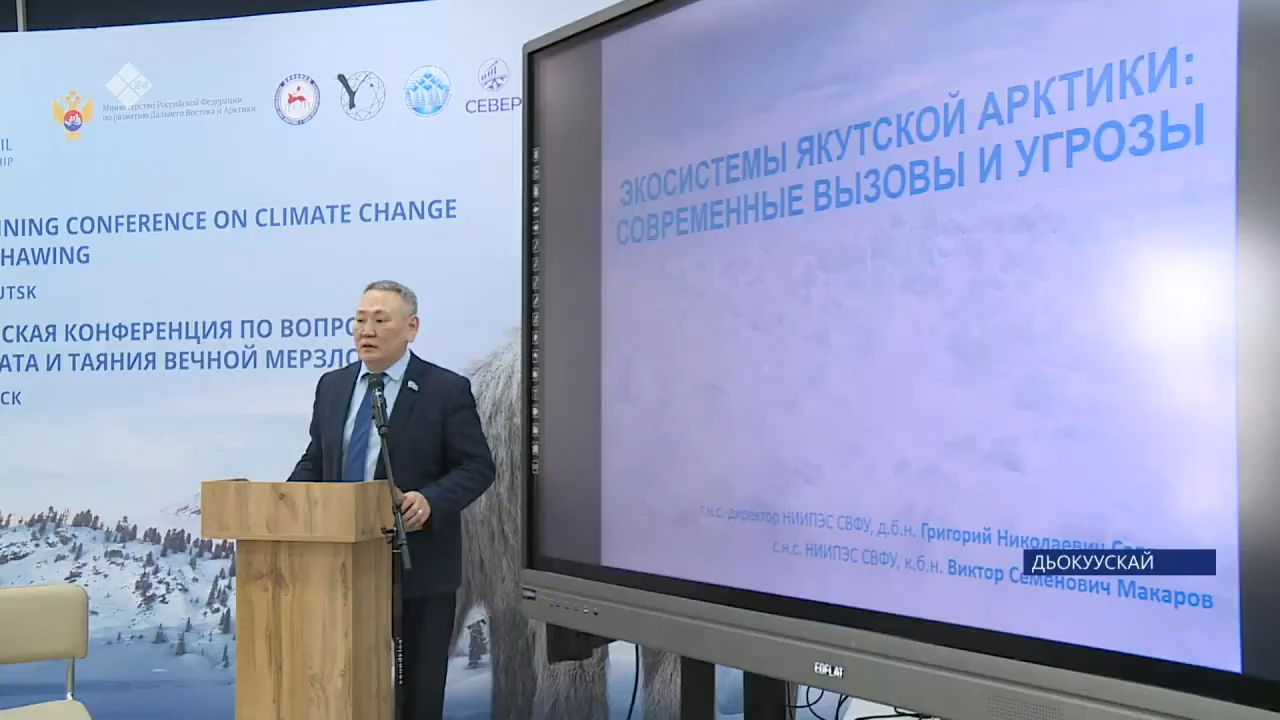 24
Министерство Российской Федерации
по развитию Дальнего Востока и Арктики
СЕВЕР
IL
NING CONFERENCE ON CLIMATE CHANGE
HAWING
UTSK
СКАЯ КОНФЕРЕНЦИЯ ПО ВОПРО
АТА И ТАЯНИЯ ВЕЧНОЙ МЕРЗЛО
СК
ЭКОСИСТЕМЫ ЯКУТСКОЙ АРКТИКИ:
СОВРЕМЕННЫЕ ВЫЗОВЫ И УГРОЗЫ
г.н.с.-директор НИИПЭС СВФУ, д.б.н. Григорий Николаевич
с.н.с. НИИПЭС СВФУ, к.б.н. Виктор Семенович Макаров
ДЬОКУУСКАЙ
EDFLAT